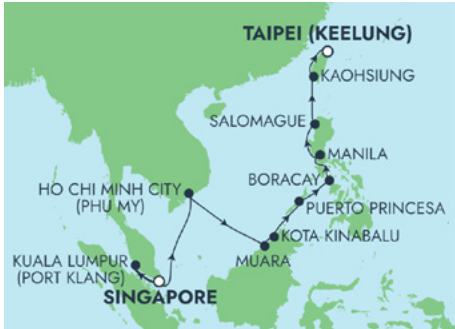 TAIPEI (KEELUNG)
KAOHSIUNG
SALOMAGUE
MANILA
BORACAY
HO CHI MINH CITY
(PHU MY)
PUERTO PRINCESA
KOTA KINABALU
MUARA
KUALA LUMPUR
(PORT KLANG)
SINGAPORE